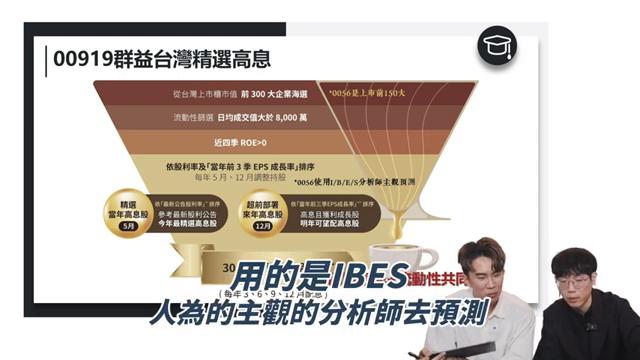 00919群益台灣精選高息
從台灣上市櫃市值 前 300 大企業海選
*0056是上市前150大
流動性篩選 日均成交值大於 8,000 萬
近四季 ROE>0
依股利率及「當年前 3 季 EPS 成長率」排序
每年 5 月、12 月調整持股
*0056使用I/B/E/S分析師主觀預測
精選
當年高息股
5月
依「最新公告股利率」排序
參考最新股利公告
今年最精選高息股
超前部署
來年高息股
12月
依「當年前三季EPS成長率」排序
高息且獲利成長股
明年可望配高息股
30
動性共同
(每年 3、6、9、12月配息)
用的是IBES
人為的主觀的分析師去預測